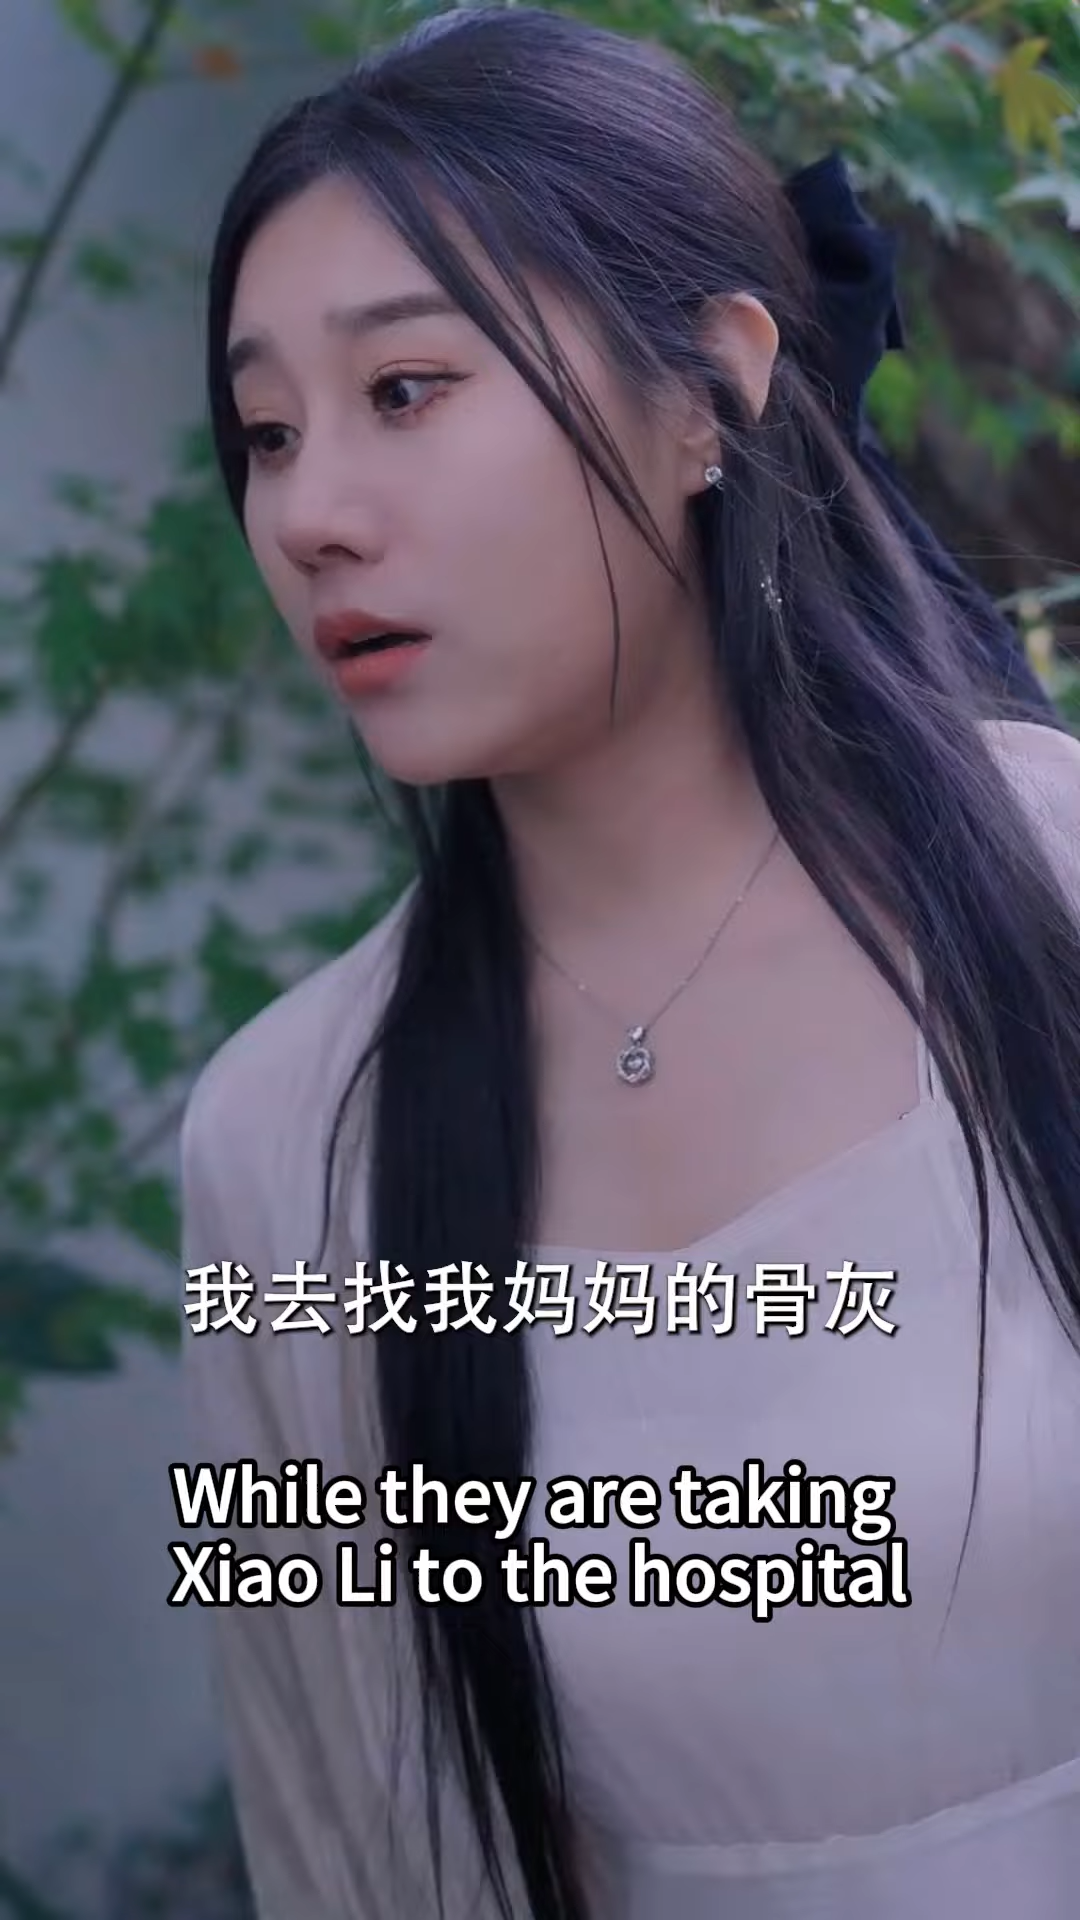 我去找我妈妈的骨灰
While they are taking
Xiao Li to the hospital